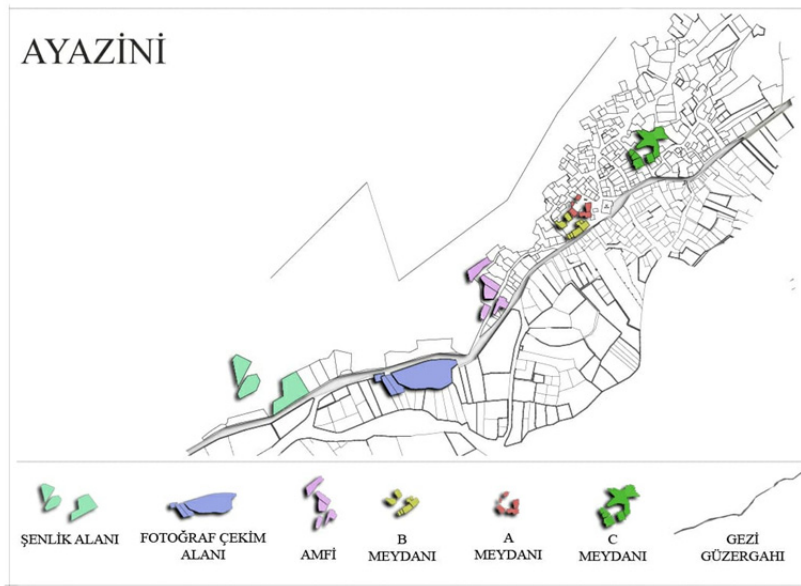 AYAZİNİ
ŞENLİK ALANI
FOTOĞRAF ÇEKİM
ALANI
AMFİ
B
MEYDANI
A
MEYDANI
C
MEYDANI
GEZİ
GÜZERGAHI